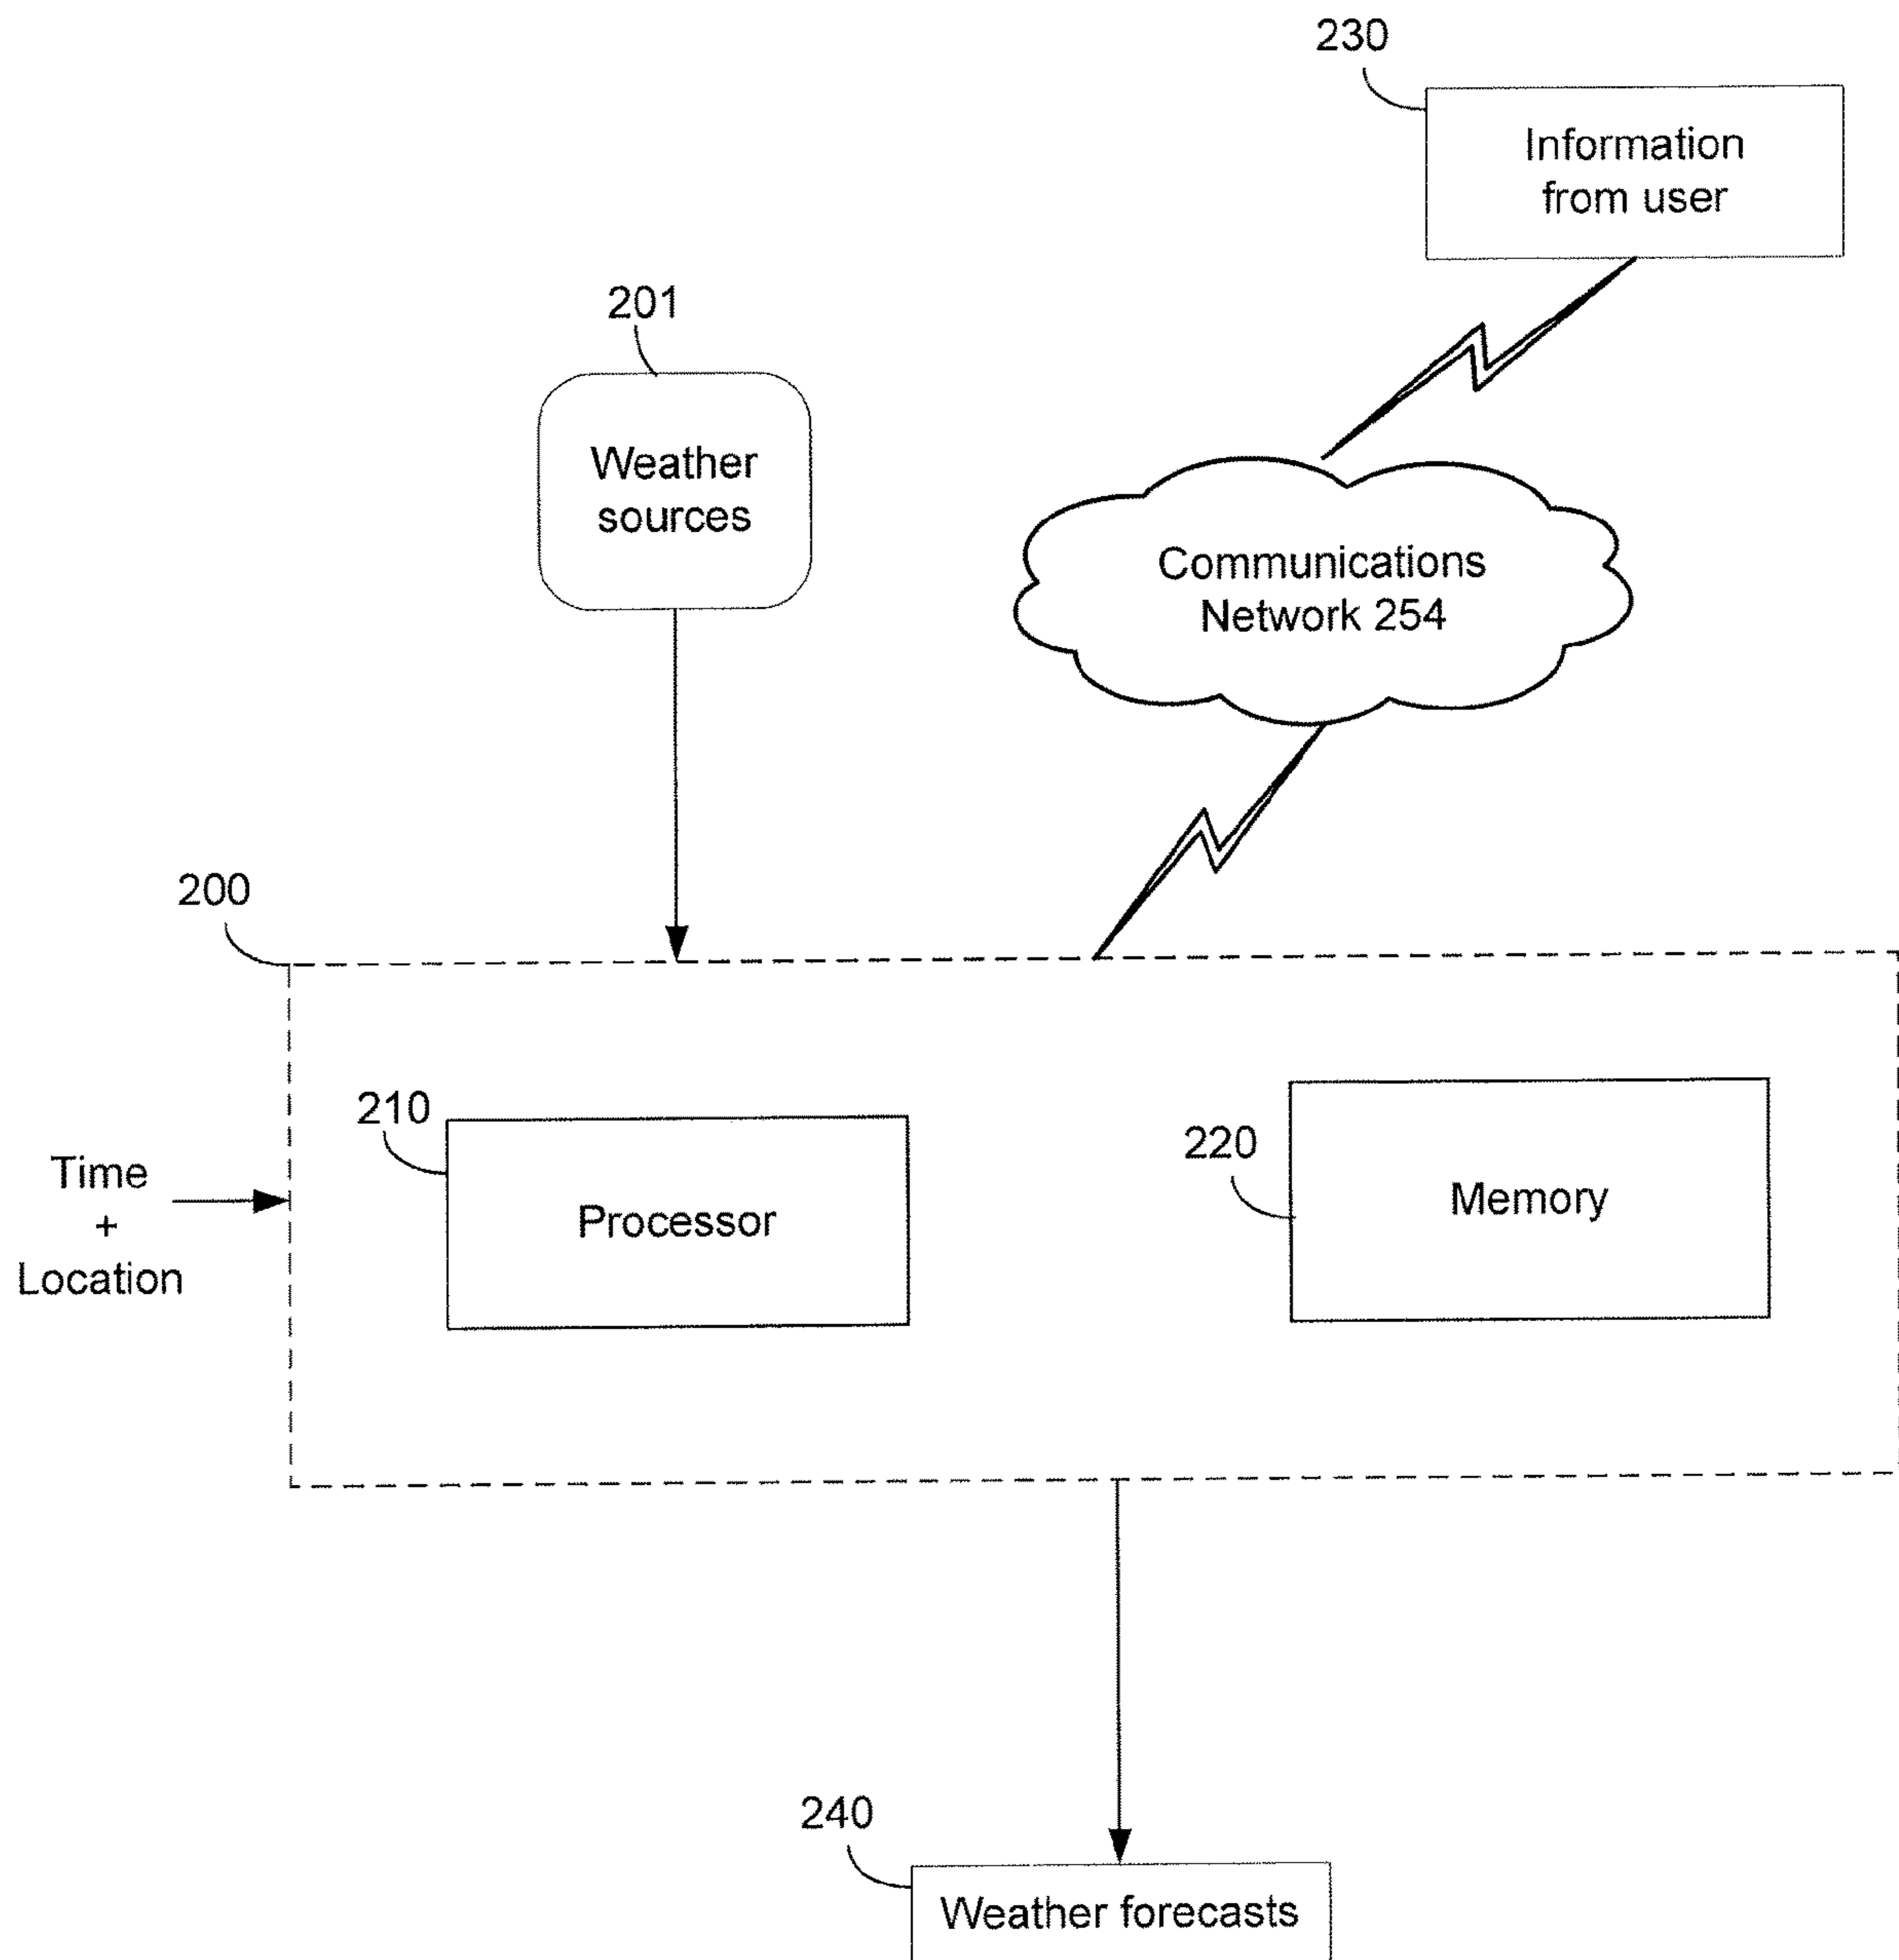 230
Information
from user
201
Weather
sources
Communications
Network 254
200
210
Processor
220
Memory
Time
+
Location
240
Weather forecasts